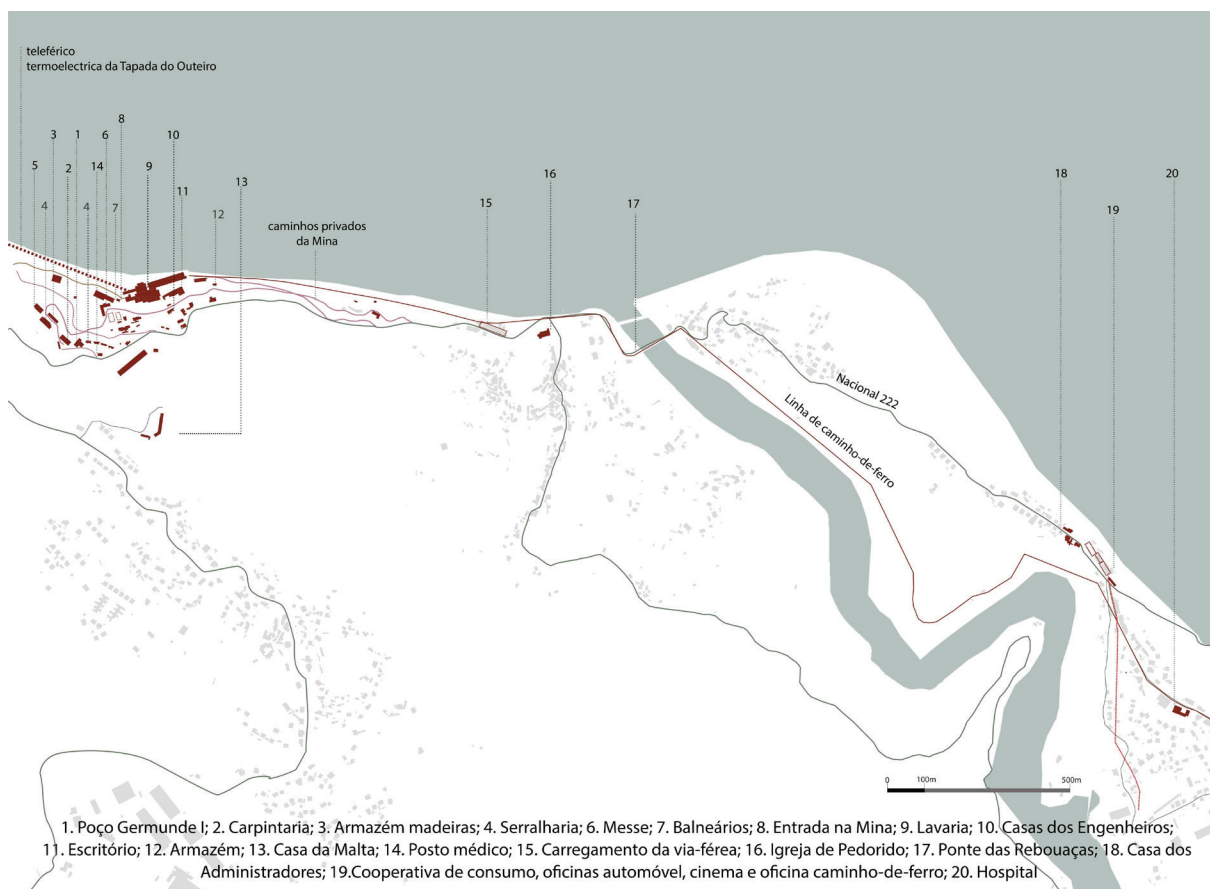 teleférico
termoelectrica da Tapada do Outeiro
8
3
1
6
10
5
2
14
9
13
11
16
18
20
4
4
7
12
15
17
19
caminhos privados
da Mina
Nacional 222
Linha de caminho-de-ferro
0
100m
500m
1. Poço Germunde I; 2. Carpintaria; 3. Armazém madeiras; 4. Serralharia; 6. Messe; 7. Balneários; 8. Entrada na Mina; 9. Lavaria; 10. Casas dos Engenheiros;
11. Escritório; 12. Armazém; 13. Casa da Malta; 14. Posto médico; 15. Carregamento da via-férea; 16. Igreja de Pedorido; 17. Ponte das Rebouaças; 18. Casa dos
Administradores; 19.Cooperativa de consumo, oficinas automóvel, cinema e oficina caminho-de-ferro; 20. Hospital